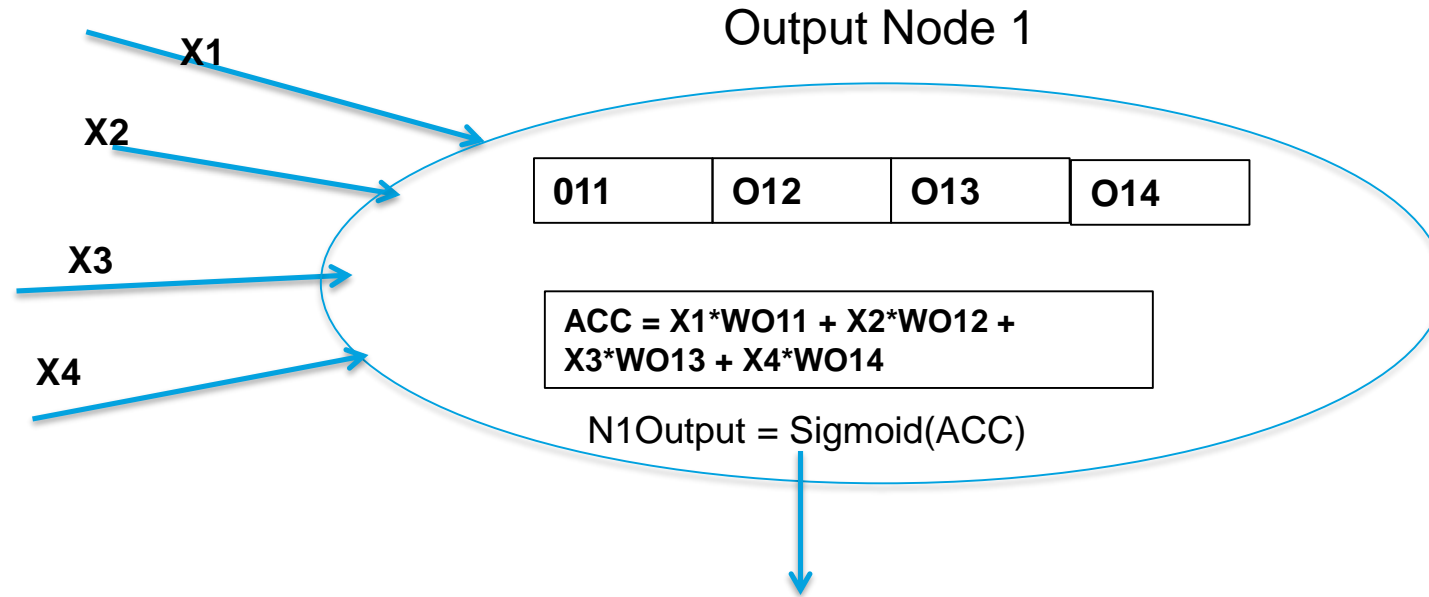 Output Node 1
X1
X2
X3
X4
011 O12 O13 O14
ACC = X1*WO11 + X2*WO12 +
X3*WO13 + X4*WO14
N1Output = Sigmoid(ACC)